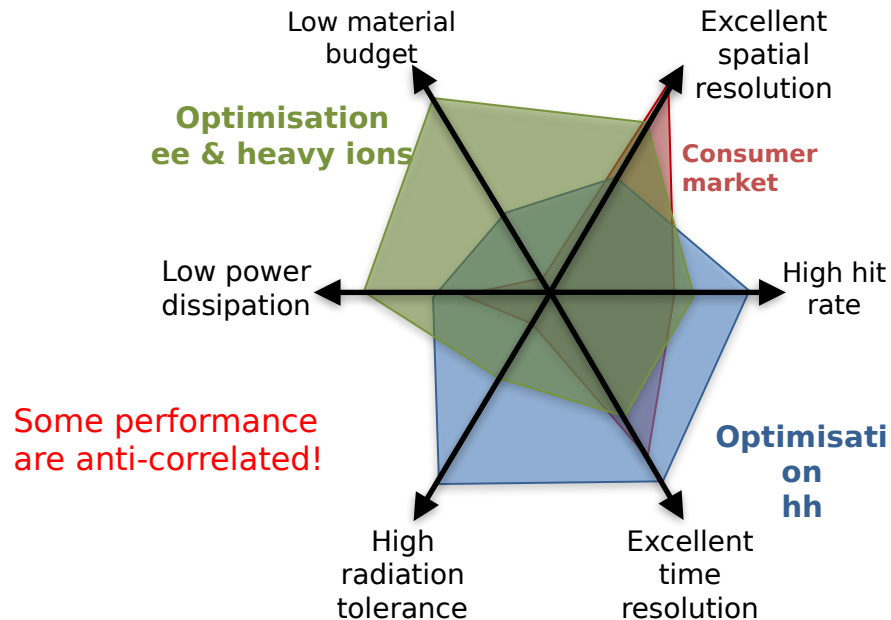 Low material
budget
Excellent
spatial
resolution
Optimisation
ee & heavy ions
Consumer
market
Low power
dissipation
High hit
rate
Some performance
are anti-correlated!
Optimisati
on
hh
High
radiation
tolerance
Excellent
time
resolution